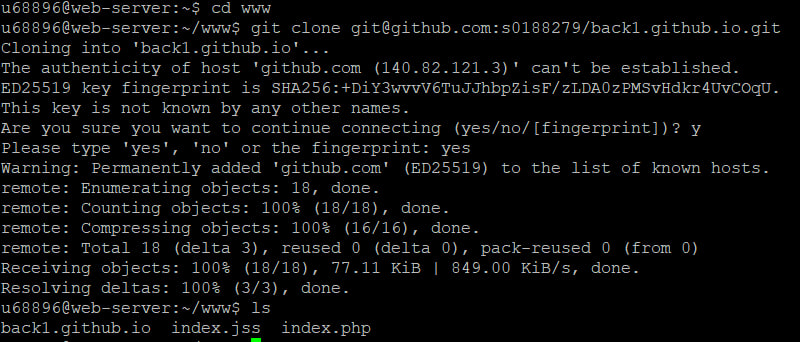 u68896@web-server:~$ cd www
u68896@web-server:~/www$ git clone git@github.com:s0188279/back1.github.io.git
Cloning into 'back1.github.io'...
The authenticity of host 'github.com (140.82.121.3)' can't be established.
ED25519 key fingerprint is SHA256:+DiY3wvvV6TuJJhbpZisF/zLDA0zPMSvHdkr4UvCOqU.
This key is not known by any other names.
Are you sure you want to continue connecting (yes/no/[fingerprint])? y
Please type 'yes', 'no' or the fingerprint: yes
Warning: Permanently added 'github.com' (ED25519) to the list of known hosts.
remote: Enumerating objects: 18, done.
remote: Counting objects: 100% (18/18), done.
remote: Compressing objects: 100% (16/16), done.
remote: Total 18 (delta 3), reused 0 (delta 0), pack-reused 0 (from 0)
Receiving objects: 100% (18/18), 77.11 KiB | 849.00 KiB/s, done.
Resolving deltas: 100% (3/3), done.
u68896@web-server:~/www$ ls
back1.github.io  index.jss  index.php